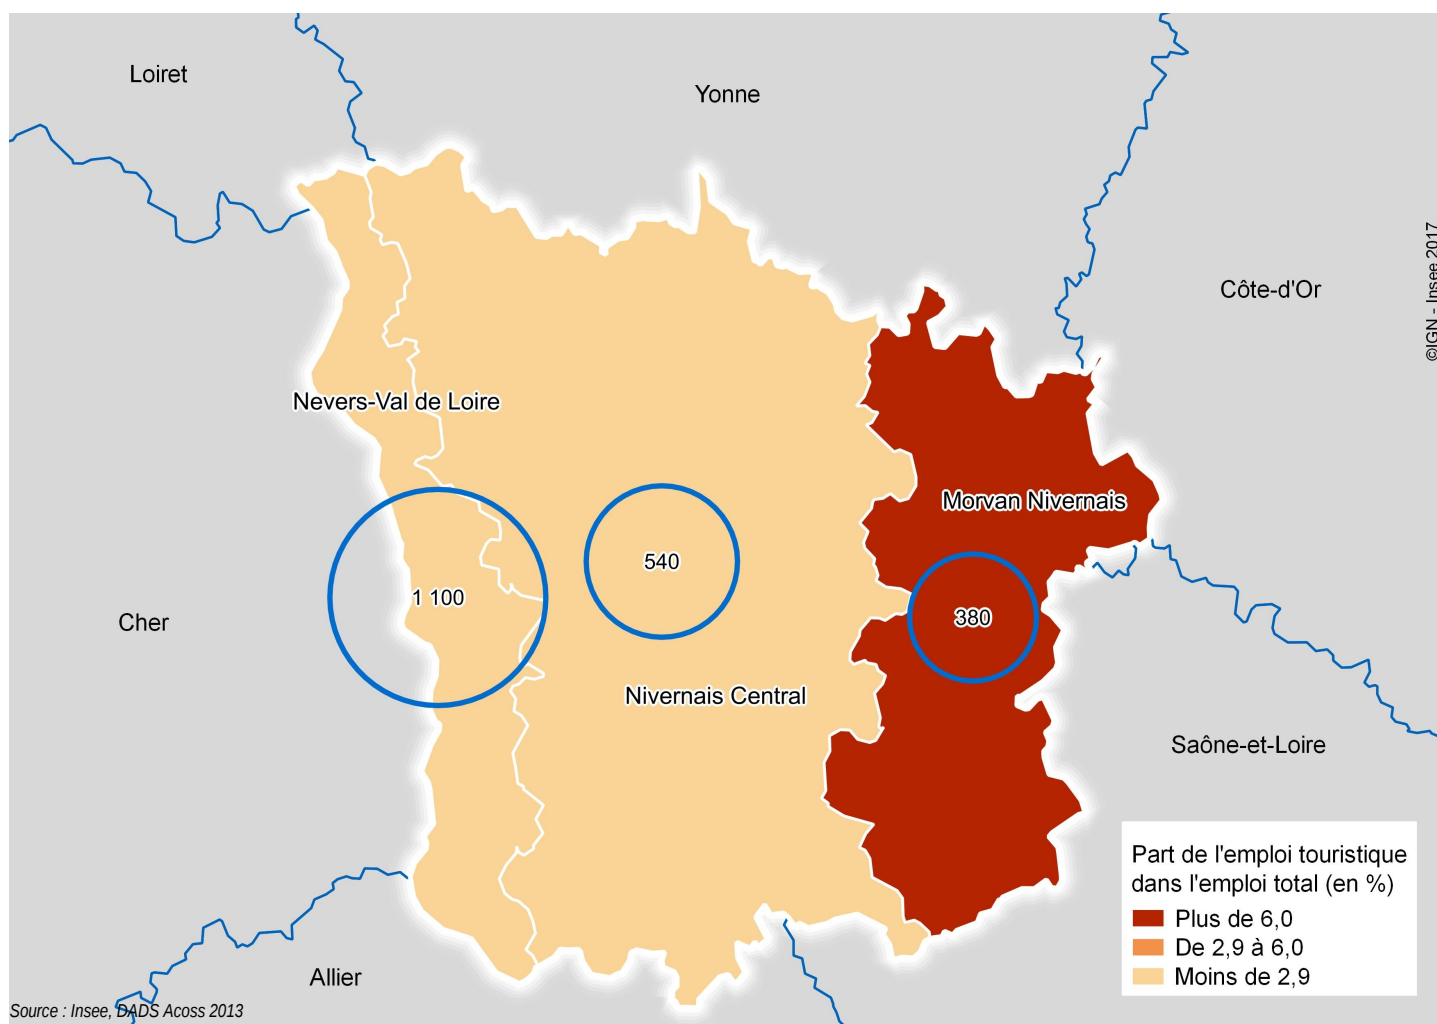 Loiret
Yonne
Côte-d'Or
©IGN - Insee 2017
Nevers-Val de Loire
Morvan Nivernais
540
1 100
380
Cher
Nivernais Central
Saône-et-Loire
Part de l'emploi touristique
dans l'emploi total (en %)
Plus de 6,0
De 2,9 à 6,0
Moins de 2,9
Allier
Source : Insee, DADS Acoss 2013